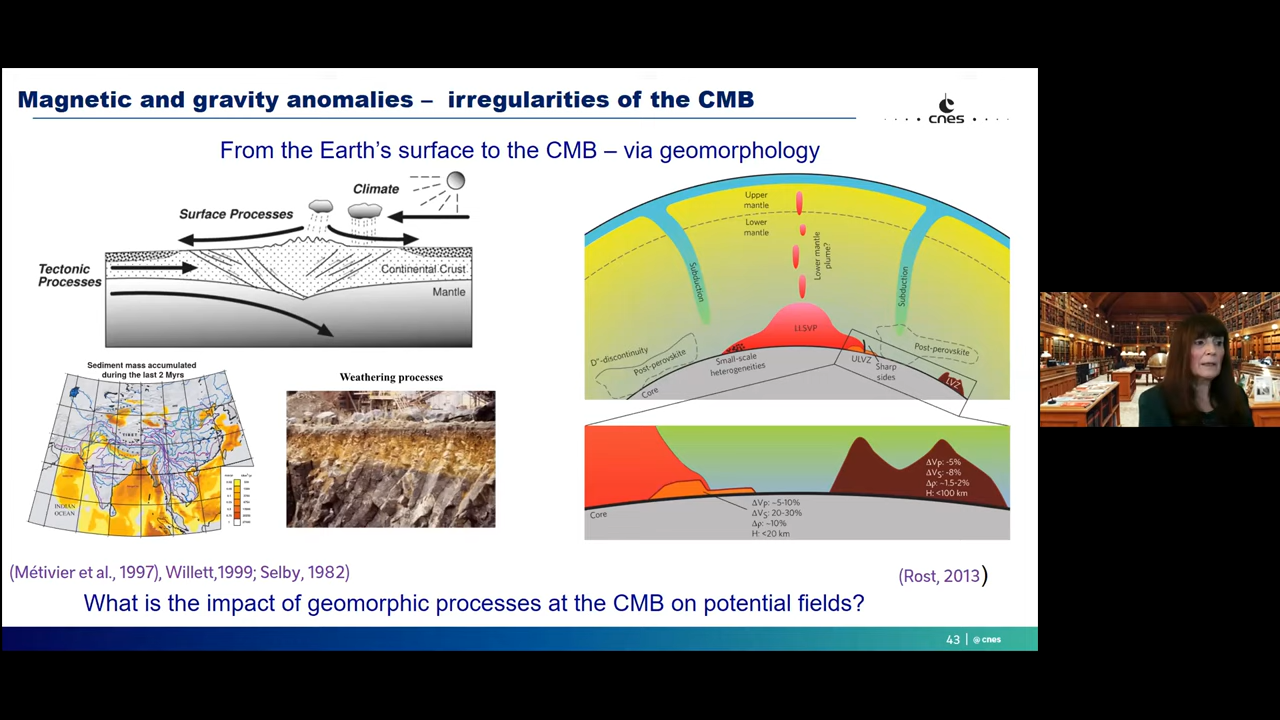 Magnetic and gravity anomalies – irregularities of the CMB
cnes
From the Earth's surface to the CMB – via geomorphology
Climate
Surface Processes
Tectonic
Processes
Continental Crust
Mantle
Sediment mass accumulated
during the last 2 Myrs
TIBET
INDIAN
OCEAN
Weathering processes
Upper
mantle
Lower
mantle
Lower mantle
plume?
Subduction
Subduction
LLSVP
D"-discontinuity
Post-perovskite
Small-scale
heterogeneities
ULVZ
Sharp
sides
Post-perovskite
LVZ
Core
ΔVp: -5%
ΔVs: -8%
Δρ: ~1.5-2%
H: <100 km
Core
ΔVp: ~5-10%
ΔVs: 20-30%
Δρ: ~10%
H: <20 km
(Métivier et al., 1997), Willett,1999; Selby, 1982)
(Rost, 2013)
What is the impact of geomorphic processes at the CMB on potential fields?
43 | @ cnes